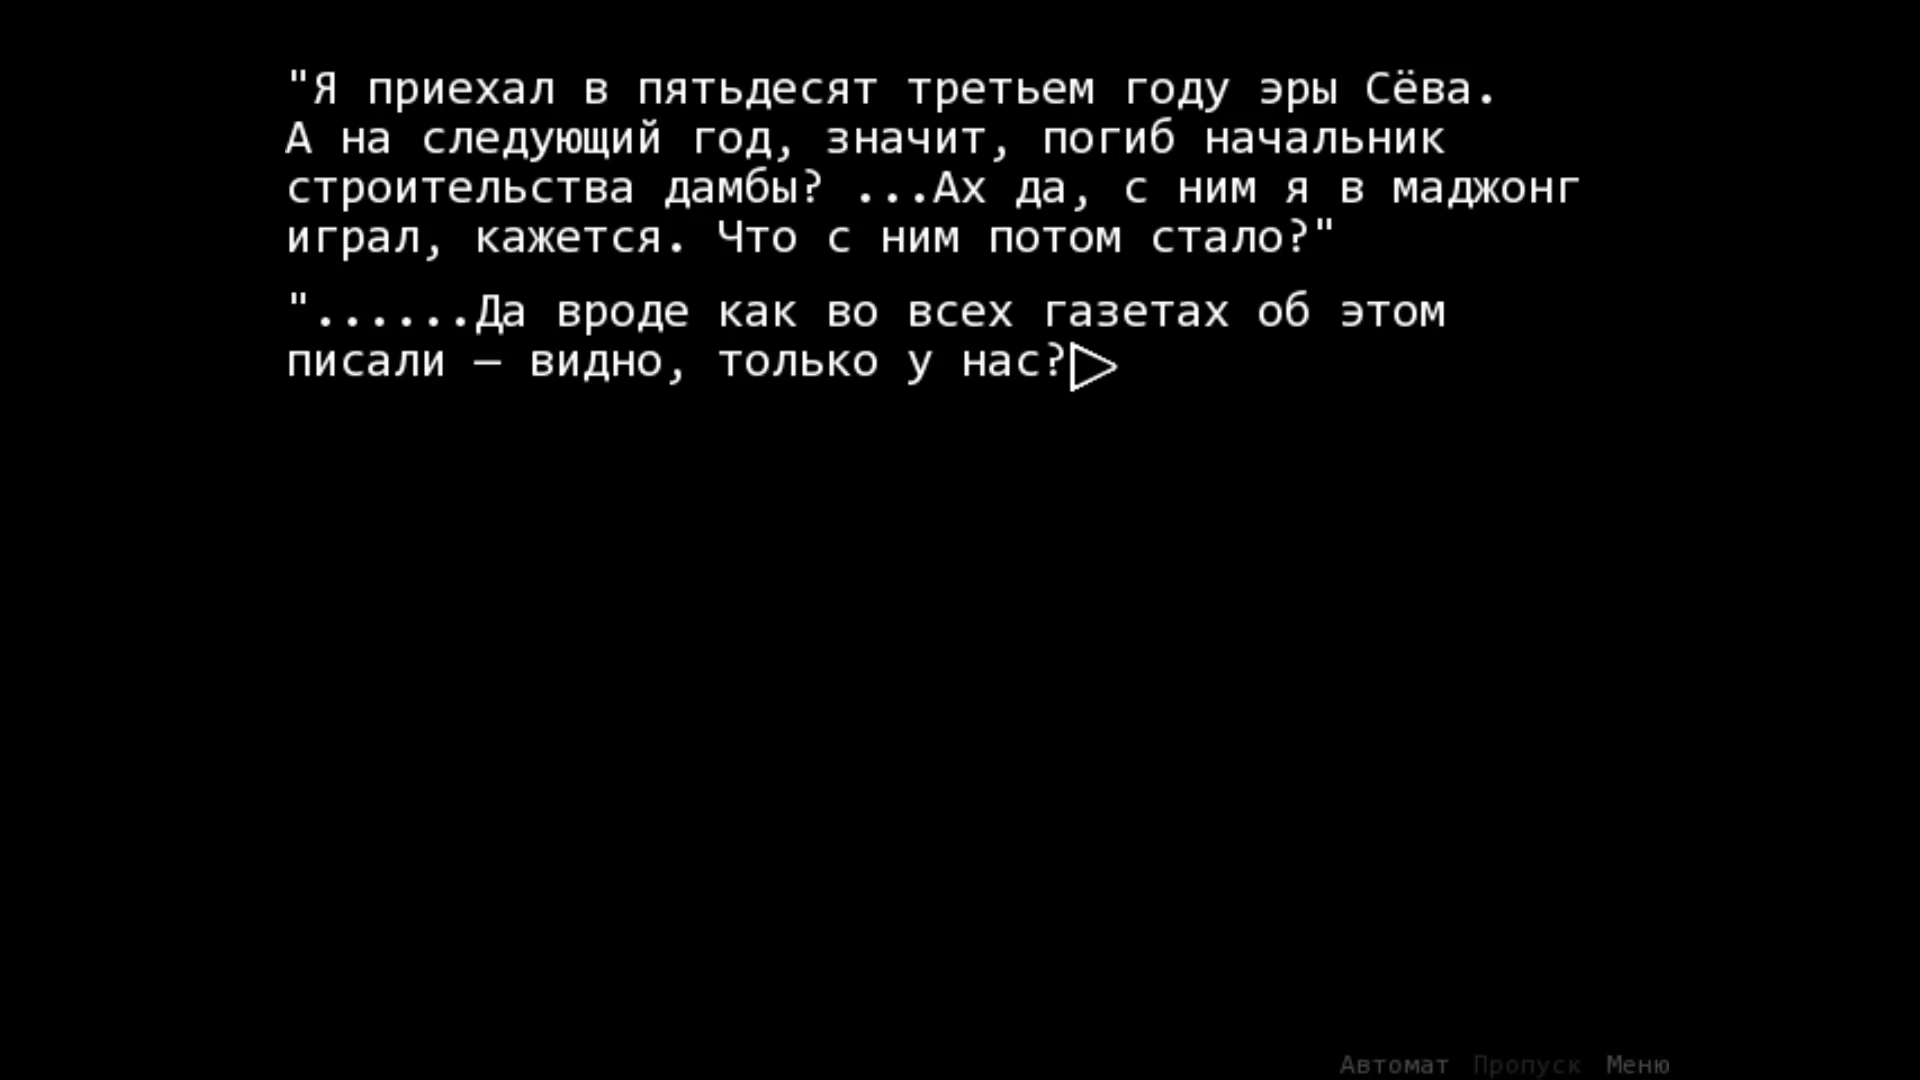 "Я приехал в пятьдесят третьем году эры Сёва.
А на следующий год, значит, погиб начальник
строительства дамбы? ...Ах да, с ним я в маджонг
играл, кажется. Что с ним потом стало?"
"......Да вроде как во всех газетах об этом
писали – видно, только у нас?
Автомат Пропуск Меню